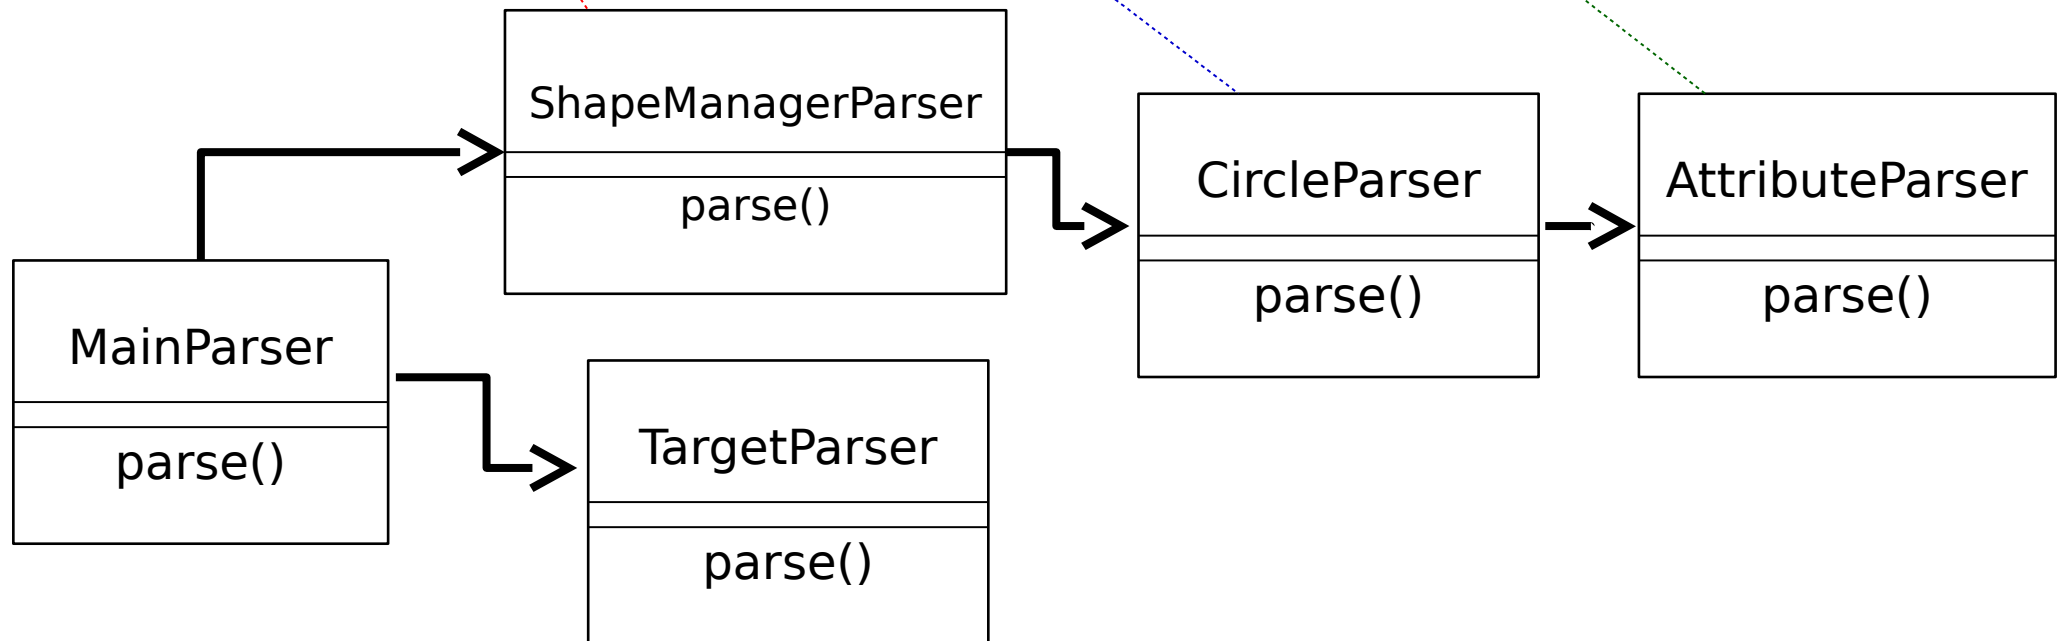 ShapeManagerParser
parse()
CircleParser
parse()
AttributeParser
parse()
MainParser
parse()
TargetParser
parse()